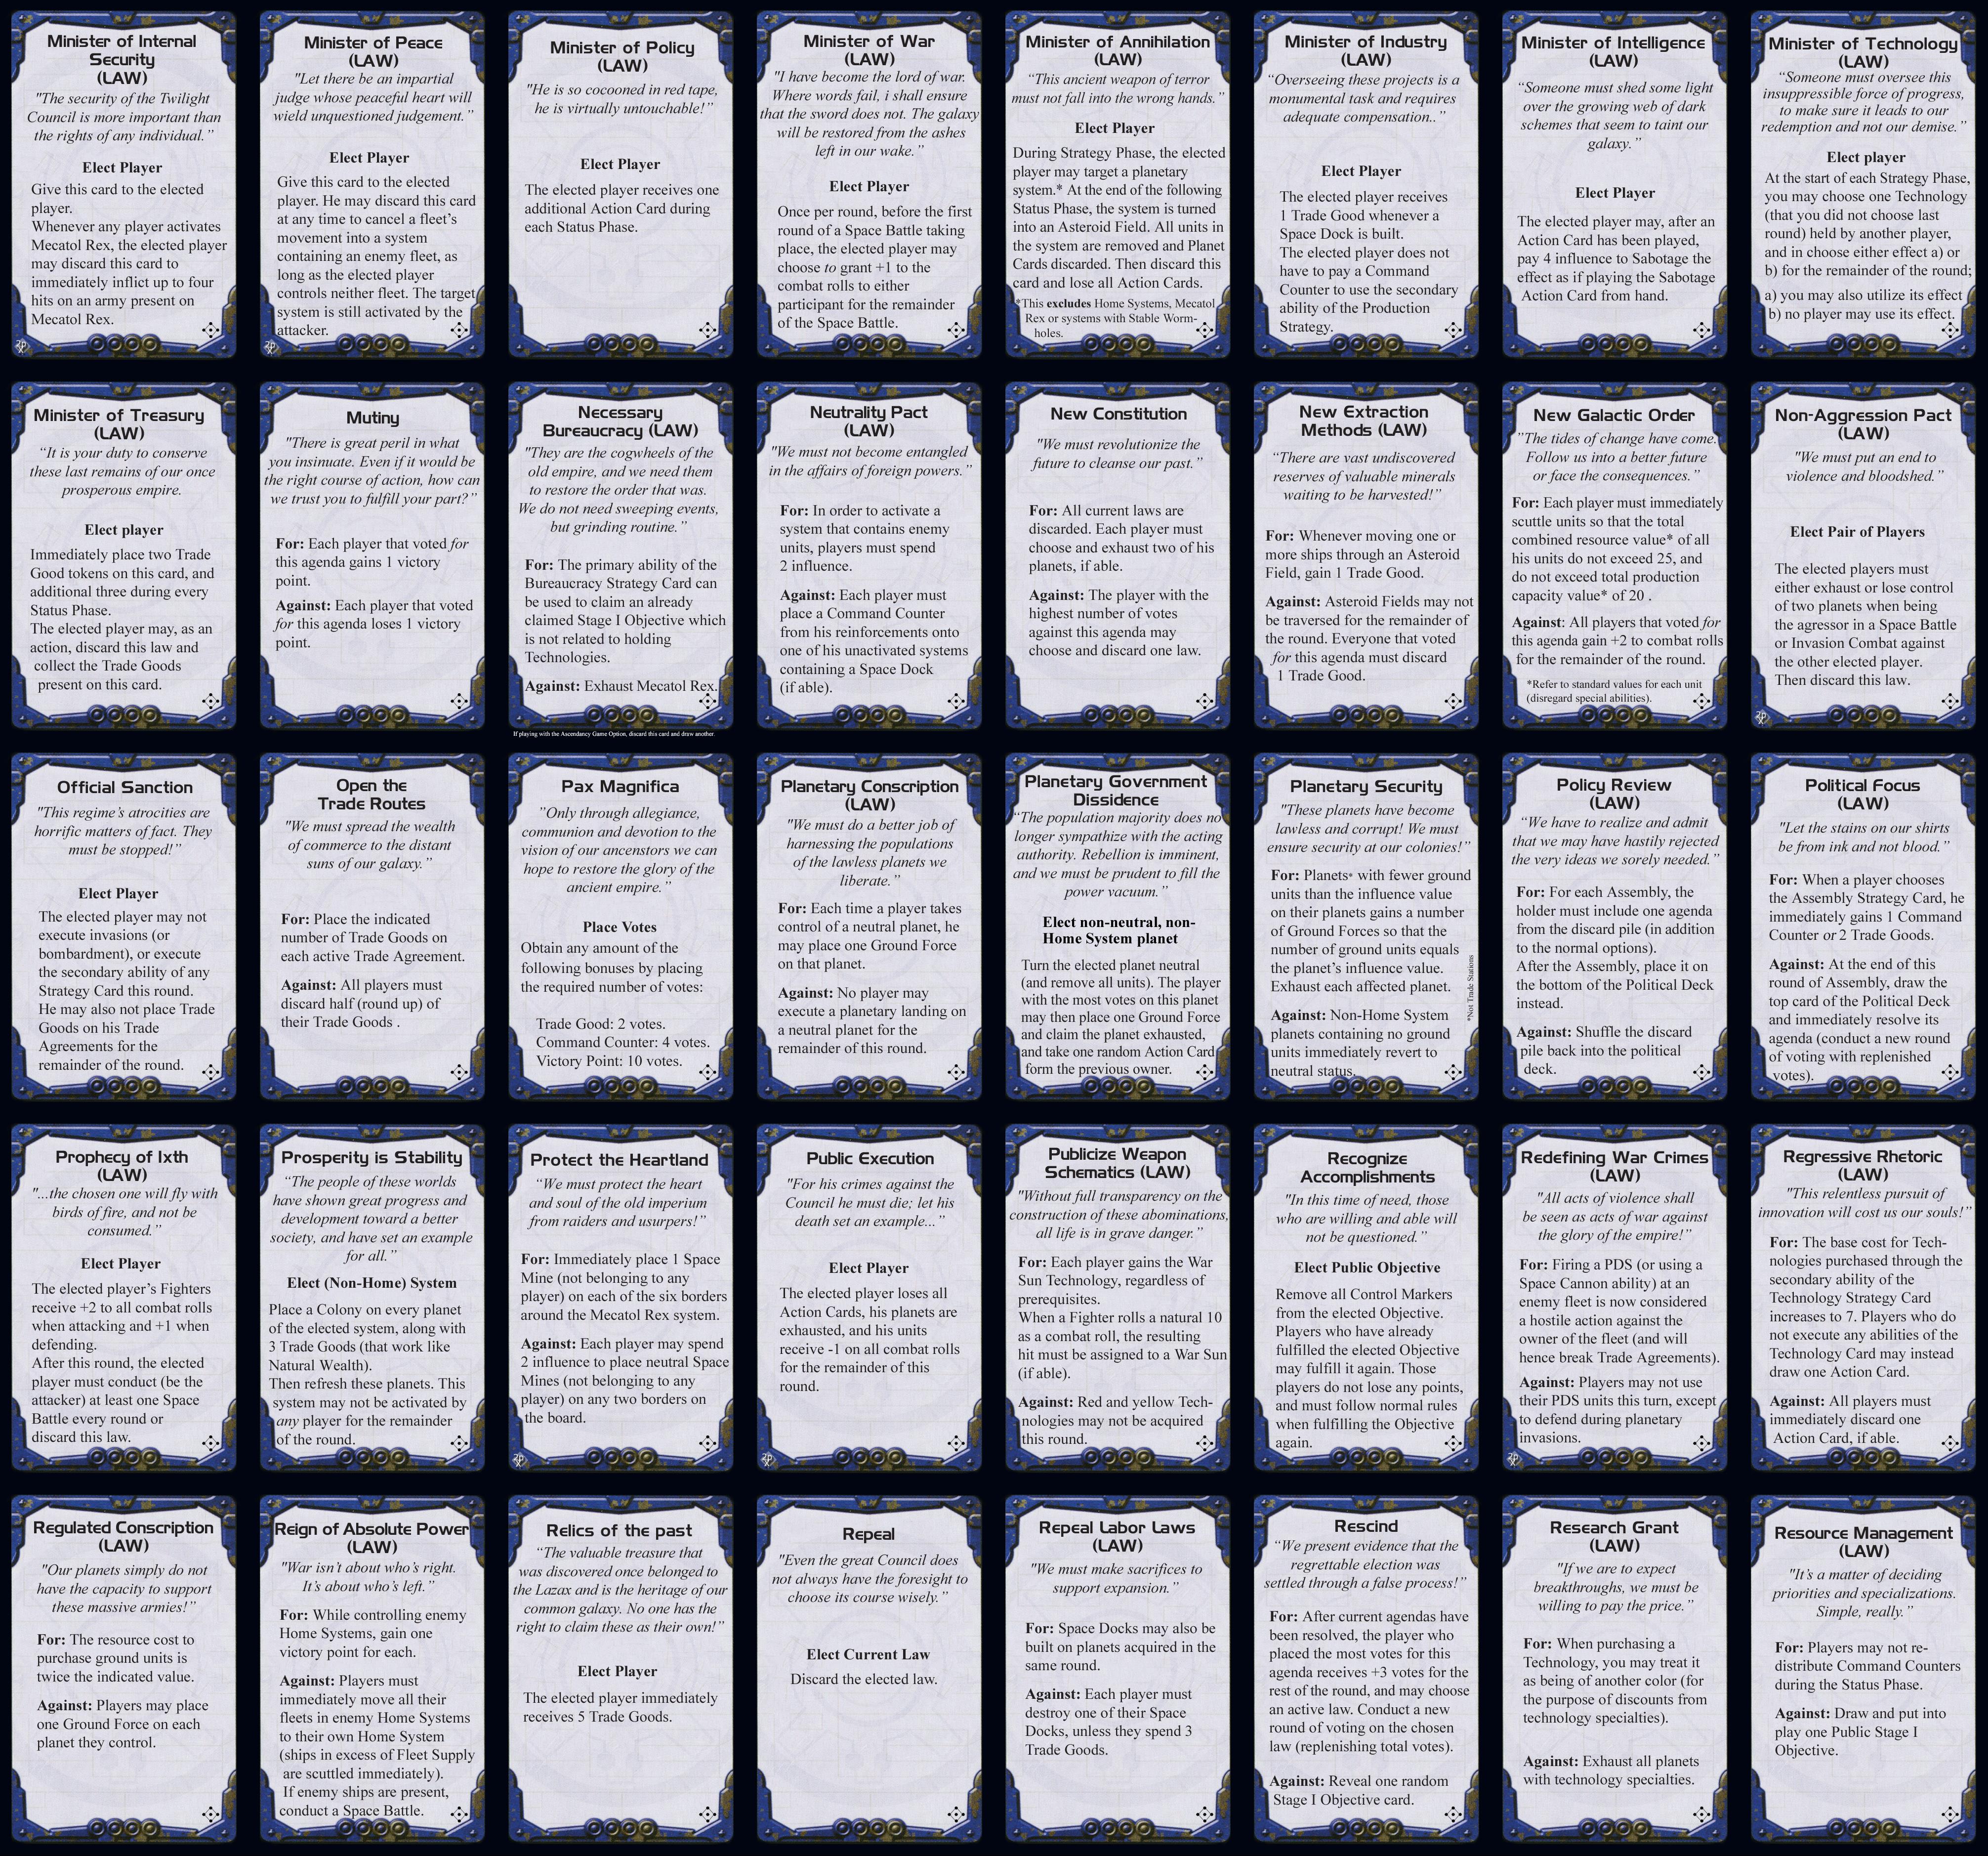 Minister of Internal
Security
(LAW)
"The security of the Twilight
Council is more important than
the rights of any individual.”
Elect Player
Give this card to the elected
player.
Whenever any player activates
Mecatol Rex, the elected player
may discard this card to
immediately inflict up to four
hits on an army present on
Mecatol Rex.
Minister of Peace
(LAW)
"Let there be an impartial
judge whose peaceful heart will
wield unquestioned judgement.”
Elect Player
Give this card to the elected
player. He may discard this card
at any time to cancel a fleet’s
movement into a system
containing an enemy fleet, as
long as the elected player
controls neither fleet. The target
system is still activated by the
attacker.
Minister of Policy
(LAW)
"He is so cocooned in red tape,
he is virtually untouchable!”
Elect Player
The elected player receives one
additional Action Card during
each Status Phase.
Minister of War
(LAW)
"I have become the lord of war.
Where words fail, i shall ensure
that the sword does not. The galaxy
will be restored from the ashes
left in our wake.”
Elect Player
Once per round, before the first
round of a Space Battle taking
place, the elected player may
choose to grant +1 to the
combat rolls to either
participant for the remainder
of the Space Battle.
Minister of Annihilation
(LAW)
“This ancient weapon of terror
must not fall into the wrong hands.”
Elect Player
During Strategy Phase, the elected
player may target a planetary
system.* At the end of the following
Status Phase, the system is turned
into an Asteroid Field. All units in
the system are removed and Planet
Cards discarded. Then discard this
card and lose all Action Cards.
*This excludes Home Systems, Mecatol
Rex or systems with Stable Worm-
holes.
Minister of Industry
(LAW)
“Overseeing these projects is a
monumental task and requires
adequate compensation..”
Elect Player
The elected player receives
1 Trade Good whenever a
Space Dock is built.
The elected player does not
have to pay a Command
Counter to use the secondary
ability of the Production
Strategy.
Minister of Intelligence
(LAW)
“Someone must shed some light
over the growing web of dark
schemes that seem to taint our
galaxy.”
Elect Player
The elected player may, after an
Action Card has been played,
pay 4 influence to Sabotage the
effect as if playing the Sabotage
Action Card from hand.
Minister of Technology
(LAW)
“Someone must oversee this
insuppressible force of progress,
to make sure it leads to our
redemption and not our demise.”
Elect player
At the start of each Strategy Phase,
you may choose one Technology
(that you did not choose last
round) held by another player,
and in choose either effect a) or
b) for the remainder of the round;
a) you may also utilize its effect
b) no player may use its effect.
Minister of Treasury
(LAW)
“It is your duty to conserve
these last remains of our once
prosperous empire.
Elect player
Immediately place two Trade
Good tokens on this card, and
additional three during every
Status Phase.
The elected player may, as an
action, discard this law and
collect the Trade Goods
present on this card.
Mutiny
"There is great peril in what
you insinuate. Even if it would be
the right course of action, how can
we trust you to fulfill your part?”
For: Each player that voted for
this agenda gains 1 victory
point.
Against: Each player that voted
for this agenda loses 1 victory
point.
Necessary
Bureaucracy (LAW)
"They are the cogwheels of the
old empire, and we need them
to restore the order that was.
We do not need sweeping events,
but grinding routine.”
For: The primary ability of the
Bureaucracy Strategy Card can
be used to claim an already
claimed Stage I Objective which
is not related to holding
Technologies.
Against: Exhaust Mecatol Rex.
If playing with the Ascendancy Game Option, discard this card and draw another.
Neutrality Pact
(LAW)
"We must not become entangled
in the affairs of foreign powers.”
For: In order to activate a
system that contains enemy
units, players must spend
2 influence.
Against: Each player must
place a Command Counter
from his reinforcements onto
one of his unactivated systems
containing a Space Dock
(if able).
New Constitution
"We must revolutionize the
future to cleanse our past.”
For: All current laws are
discarded. Each player must
choose and exhaust two of his
planets, if able.
Against: The player with the
highest number of votes
against this agenda may
choose and discard one law.
New Extraction
Methods (LAW)
“There are vast undiscovered
reserves of valuable minerals
waiting to be harvested!”
For: Whenever moving one or
more ships through an Asteroid
Field, gain 1 Trade Good.
Against: Asteroid Fields may not
be traversed for the remainder of
the round. Everyone that voted
for this agenda must discard
1 Trade Good.
New Galactic Order
”The tides of change have come.
Follow us into a better future
or face the consequences.”
For: Each player must immediately
scuttle units so that the total
combined resource value* of all
his units do not exceed 25, and
do not exceed total production
capacity value* of 20 .
Against: All players that voted for
this agenda gain +2 to combat rolls
for the remainder of the round.
*Refer to standard values for each unit
(disregard special abilities).
Non-Aggression Pact
(LAW)
"We must put an end to
violence and bloodshed.”
Elect Pair of Players
The elected players must
either exhaust or lose control
of two planets when being
the agressor in a Space Battle
or Invasion Combat against
the other elected player.
Then discard this law.
Official Sanction
"This regime’s atrocities are
horrific matters of fact. They
must be stopped!”
Elect Player
The elected player may not
execute invasions (or
bombardment), or execute
the secondary ability of any
Strategy Card this round.
He may also not place Trade
Goods on his Trade
Agreements for the
remainder of the round.
Open the
Trade Routes
"We must spread the wealth
of commerce to the distant
suns of our galaxy.”
For: Place the indicated
number of Trade Goods on
each active Trade Agreement.
Against: All players must
discard half (round up) of
their Trade Goods .
Pax Magnifica
”Only through allegiance,
communion and devotion to the
vision of our ancenstors we can
hope to restore the glory of the
ancient empire.”
Place Votes
Obtain any amount of the
following bonuses by placing
the required number of votes:
Trade Good: 2 votes.
Command Counter: 4 votes.
Victory Point: 10 votes.
Planetary Conscription
(LAW)
"We must do a better job of
harnessing the populations
of the lawless planets we
liberate.”
For: Each time a player takes
control of a neutral planet, he
may place one Ground Force
on that planet.
Against: No player may
execute a planetary landing on
a neutral planet for the
remainder of this round.
Planetary Government
Dissidence
“The population majority does no
longer sympathize with the acting
authority. Rebellion is imminent,
and we must be prudent to fill the
power vacuum.”
Elect non-neutral, non-
Home System planet
Turn the elected planet neutral
(and remove all units). The player
with the most votes on this planet
may then place one Ground Force
and claim the planet exhausted,
and take one random Action Card
form the previous owner.
Planetary Security
"These planets have become
lawless and corrupt! We must
ensure security at our colonies!”
For: Planets* with fewer ground
units than the influence value
on their planets gains a number
of Ground Forces so that the
number of ground units equals
the planet’s influence value.
Exhaust each affected planet.
Against: Non-Home System
planets containing no ground
units immediately revert to
neutral status.
*Not Trade Stations
Policy Review
(LAW)
“We have to realize and admit
that we may have hastily rejected
the very ideas we sorely needed.”
For: For each Assembly, the
holder must include one agenda
from the discard pile (in addition
to the normal options).
After the Assembly, place it on
the bottom of the Political Deck
instead.
Against: Shuffle the discard
pile back into the political
deck.
Political Focus
(LAW)
"Let the stains on our shirts
be from ink and not blood.”
For: When a player chooses
the Assembly Strategy Card, he
immediately gains 1 Command
Counter or 2 Trade Goods.
Against: At the end of this
round of Assembly, draw the
top card of the Political Deck
and immediately resolve its
agenda (conduct a new round
of voting with replenished
votes).
Prophecy of Ixth
(LAW)
"...the chosen one will fly with
birds of fire, and not be
consumed.”
Elect Player
The elected player’s Fighters
receive +2 to all combat rolls
when attacking and +1 when
defending.
After this round, the elected
player must conduct (be the
attacker) at least one Space
Battle every round or
discard this law.
Prosperity is Stability
“The people of these worlds
have shown great progress and
development toward a better
society, and have set an example
for all.”
Elect (Non-Home) System
Place a Colony on every planet
of the elected system, along with
3 Trade Goods (that work like
Natural Wealth).
Then refresh these planets. This
system may not be activated by
any player for the remainder
of the round.
Protect the Heartland
“We must protect the heart
and soul of the old imperium
from raiders and usurpers!”
For: Immediately place 1 Space
Mine (not belonging to any
player) on each of the six borders
around the Mecatol Rex system.
Against: Each player may spend
2 influence to place neutral Space
Mines (not belonging to any
player) on any two borders on
the board.
Public Execution
"For his crimes against the
Council he must die; let his
death set an example...”
Elect Player
The elected player loses all
Action Cards, his planets are
exhausted, and his units
receive -1 on all combat rolls
for the remainder of this
round.
Publicize Weapon
Schematics (LAW)
"Without full transparency on the
construction of these abominations,
all life is in grave danger.”
For: Each player gains the War
Sun Technology, regardless of
prerequisites.
When a Fighter rolls a natural 10
as a combat roll, the resulting
hit must be assigned to a War Sun
(if able).
Against: Red and yellow Tech-
nologies may not be acquired
this round.
Recognize
Accomplishments
"In this time of need, those
who are willing and able will
not be questioned.”
Elect Public Objective
Remove all Control Markers
from the elected Objective.
Players who have already
fulfilled the elected Objective
may fulfill it again. Those
players do not lose any points,
and must follow normal rules
when fulfilling the Objective
again.
Redefining War Crimes
(LAW)
"All acts of violence shall
be seen as acts of war against
the glory of the empire!”
For: Firing a PDS (or using a
Space Cannon ability) at an
enemy fleet is now considered
a hostile action against the
owner of the fleet (and will
hence break Trade Agreements).
Against: Players may not use
their PDS units this turn, except
to defend during planetary
invasions.
Regressive Rhetoric
(LAW)
"This relentless pursuit of
innovation will cost us our souls!”
For: The base cost for Tech-
nologies purchased through the
secondary ability of the
Technology Strategy Card
increases to 7. Players who do
not execute any abilities of the
Technology Card may instead
draw one Action Card.
Against: All players must
immediately discard one
Action Card, if able.
Regulated Conscription
(LAW)
"Our planets simply do not
have the capacity to support
these massive armies!”
For: The resource cost to
purchase ground units is
twice the indicated value.
Against: Players may place
one Ground Force on each
planet they control.
Reign of Absolute Power
(LAW)
"War isn’t about who’s right.
It’s about who’s left.”
For: While controlling enemy
Home Systems, gain one
victory point for each.
Against: Players must
immediately move all their
fleets in enemy Home Systems
to their own Home System
(ships in excess of Fleet Supply
are scuttled immediately).
If enemy ships are present,
conduct a Space Battle.
Relics of the past
“The valuable treasure that
was discovered once belonged to
the Lazax and is the heritage of our
common galaxy. No one has the
right to claim these as their own!”
Elect Player
The elected player immediately
receives 5 Trade Goods.
Repeal
"Even the great Council does
not always have the foresight to
choose its course wisely.”
Elect Current Law
Discard the elected law.
Repeal Labor Laws
(LAW)
"We must make sacrifices to
support expansion.”
For: Space Docks may also be
built on planets acquired in the
same round.
Against: Each player must
destroy one of their Space
Docks, unless they spend 3
Trade Goods.
Rescind
“We present evidence that the
regrettable election was
settled through a false process!”
For: After current agendas have
been resolved, the player who
placed the most votes for this
agenda receives +3 votes for the
rest of the round, and may choose
an active law. Conduct a new
round of voting on the chosen
law (replenishing total votes).
Against: Reveal one random
Stage I Objective card.
Research Grant
(LAW)
"If we are to expect
breakthroughs, we must be
willing to pay the price.”
For: When purchasing a
Technology, you may treat it
as being of another color (for
the purpose of discounts from
technology specialties).
Against: Exhaust all planets
with technology specialties.
Resource Management
(LAW)
"It’s a matter of deciding
priorities and specializations.
Simple, really.”
For: Players may not re-
distribute Command Counters
during the Status Phase.
Against: Draw and put into
play one Public Stage I
Objective.